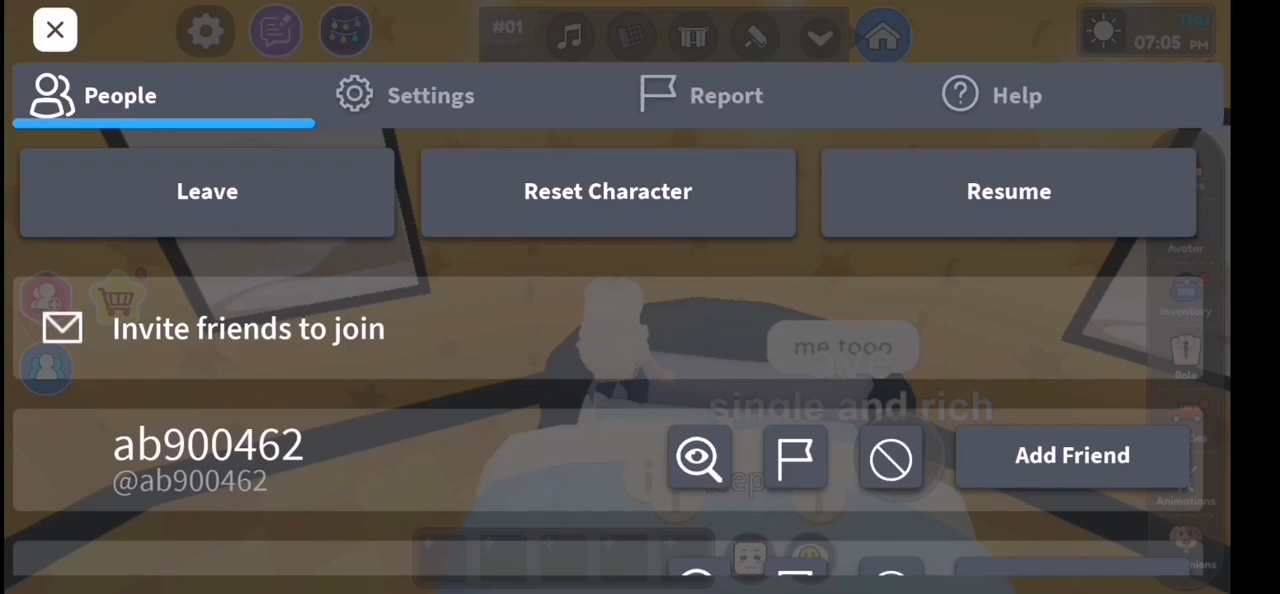 #01
THU
07:05 PM
People
Settings
Report
Help
Leave
Reset Character
Resume
Avatar
Inventory
Invite friends to join
me tooo
Role
single and rich
ab900462
@ab900462
Add Friend
Animations